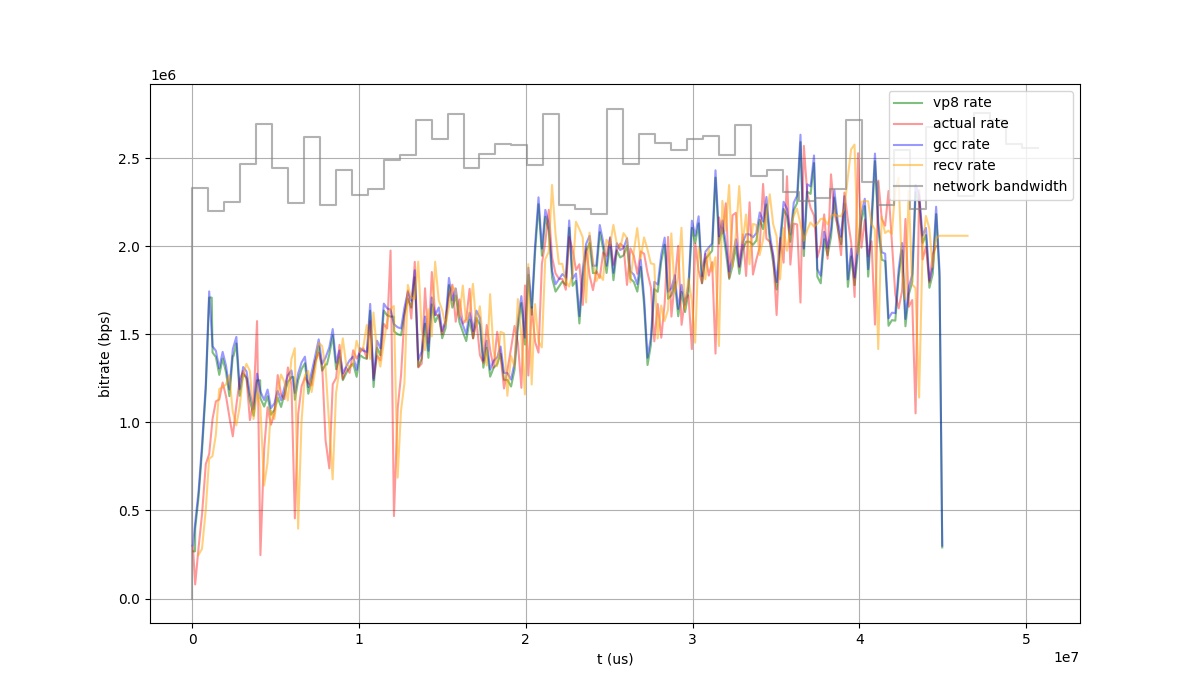 1e6
bitrate (bps)
2.5
2.0
1.5
1.0
0.5
0.0
vp8 rate
actual rate
gcc rate
recv rate
network bandwidth
0
1
2
3
4
5
t (us)
1e7